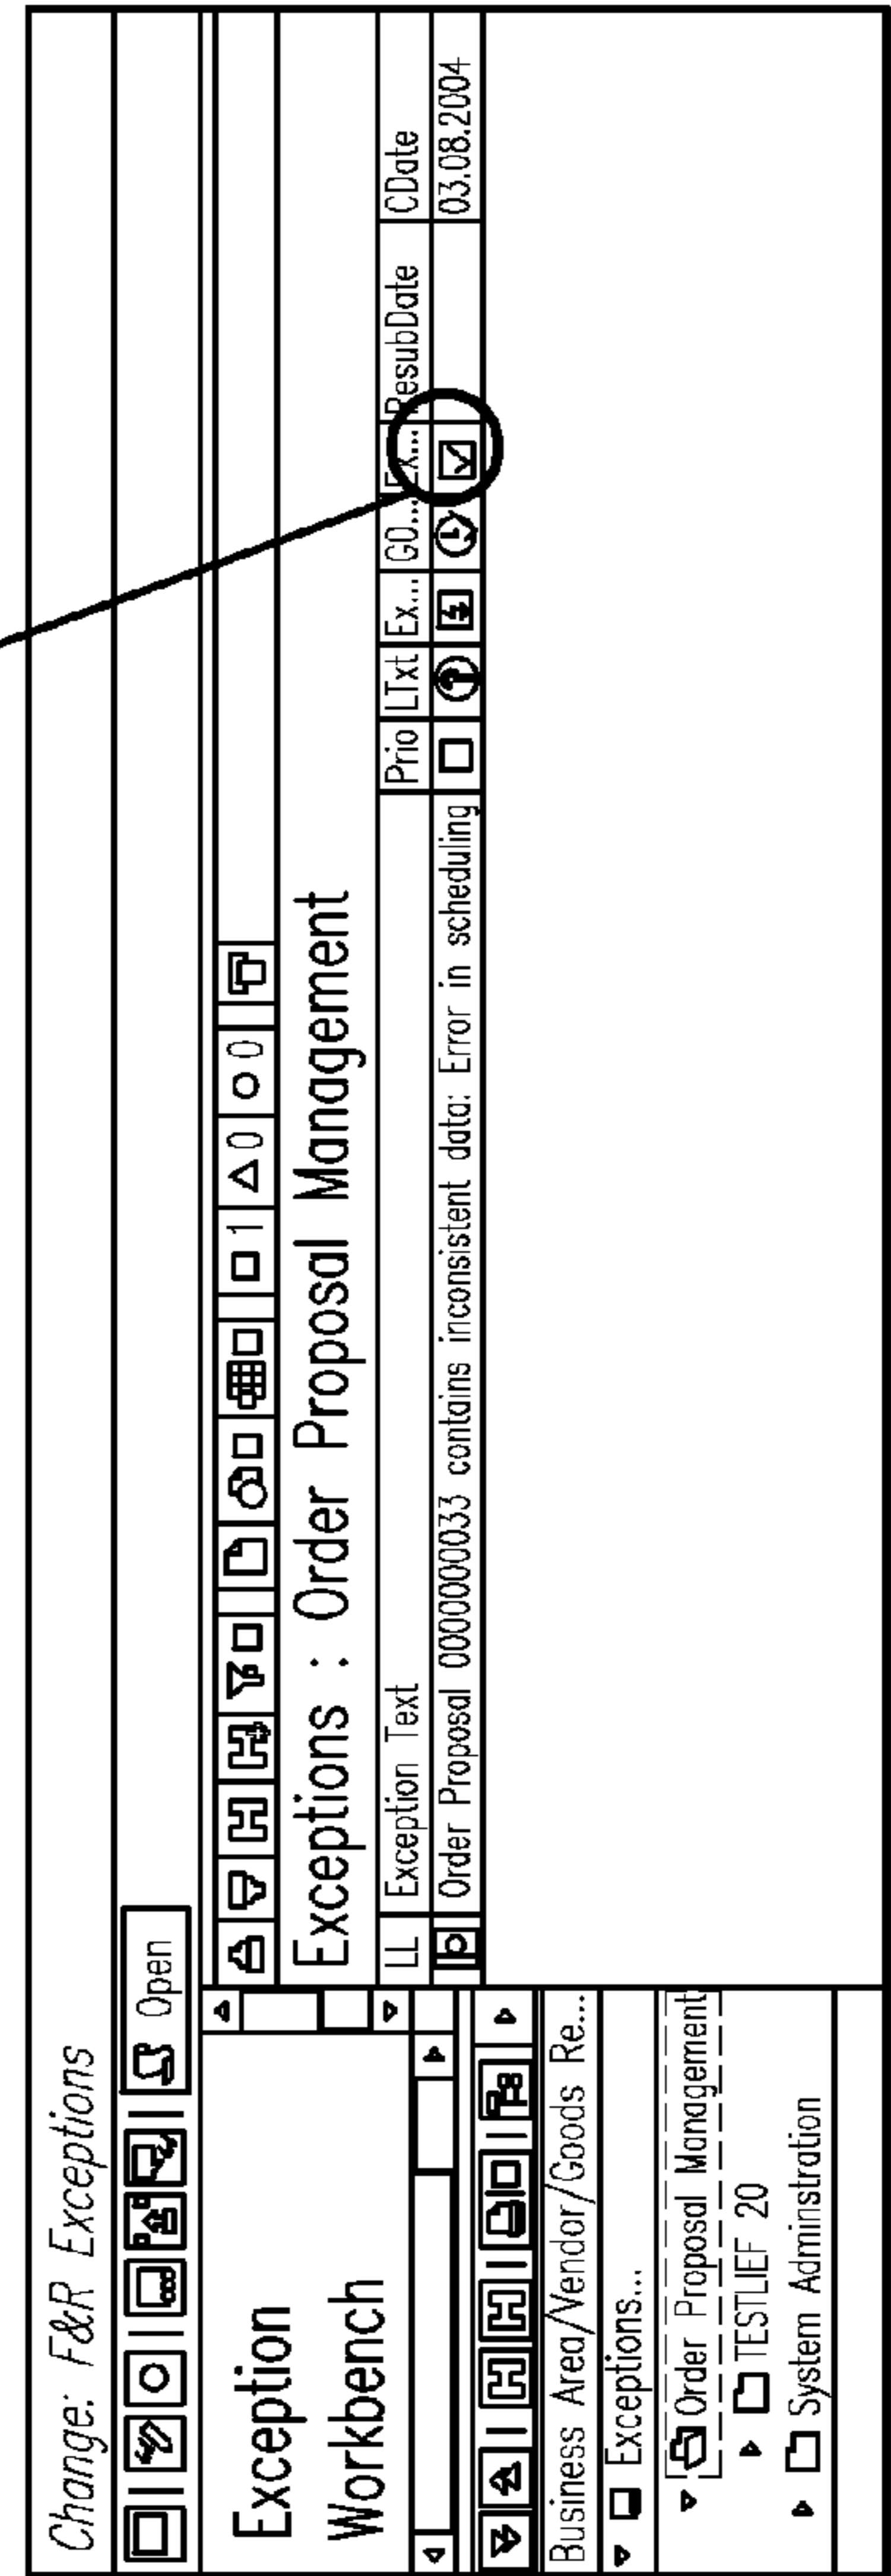 Change: F&R Exceptions
Open
Exception
Workbench
Business Area/Vendor/Goods Re...
Exceptions...
Order Proposal Management
TESTLIEF 20
System Adminstration
1 0 0
Exceptions : Order Proposal Management
LL Exception Text Prio LTxt Ex... GO... Ex... ResubDate CDate
Order Proposal 0000000033 contains inconsistent data: Error in scheduling 03.08.2004